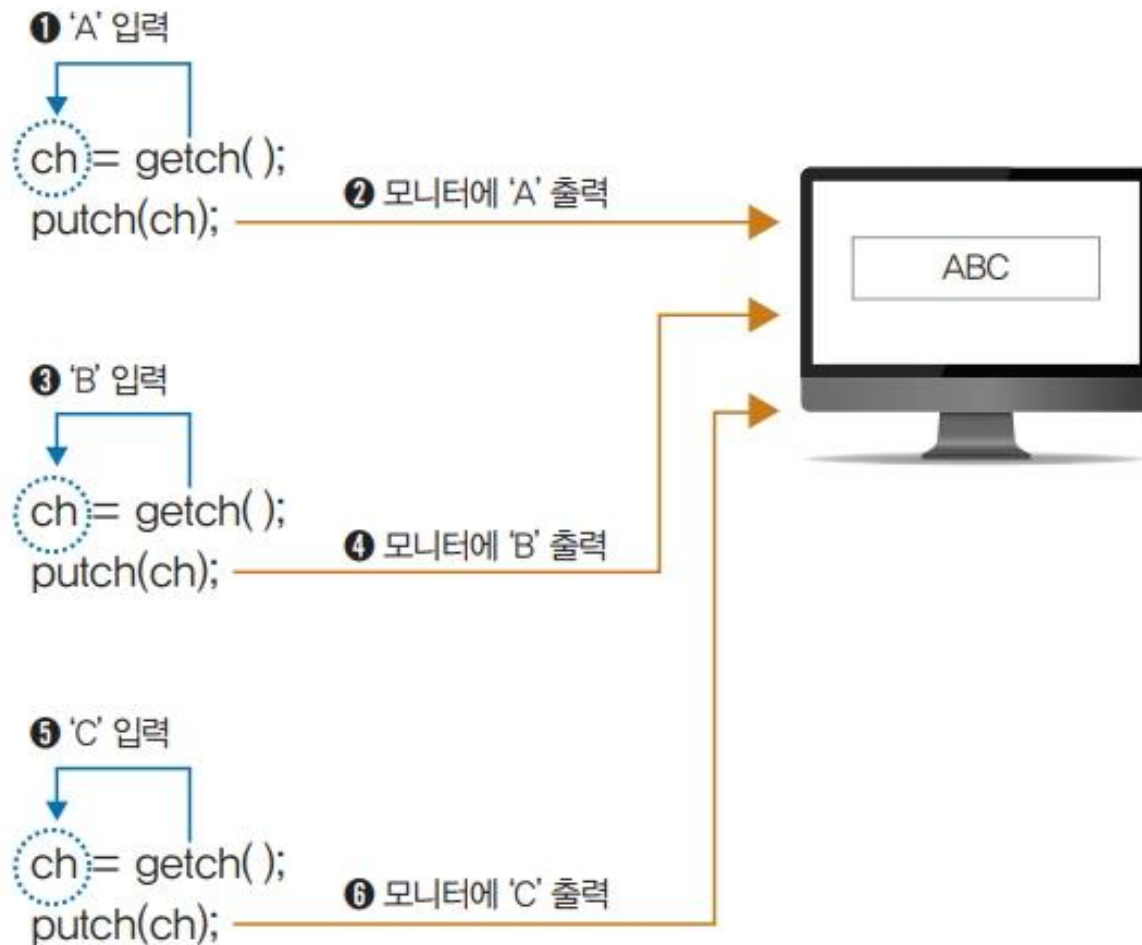 ❶ ‘A’ 입력
ch = getch( );
putch(ch);
❷ 모니터에 ‘A’ 출력
ABC
❸ ‘B’ 입력
ch = getch( );
putch(ch);
❹ 모니터에 ‘B’ 출력
❺ ‘C’ 입력
ch = getch( );
putch(ch);
❻ 모니터에 ‘C’ 출력